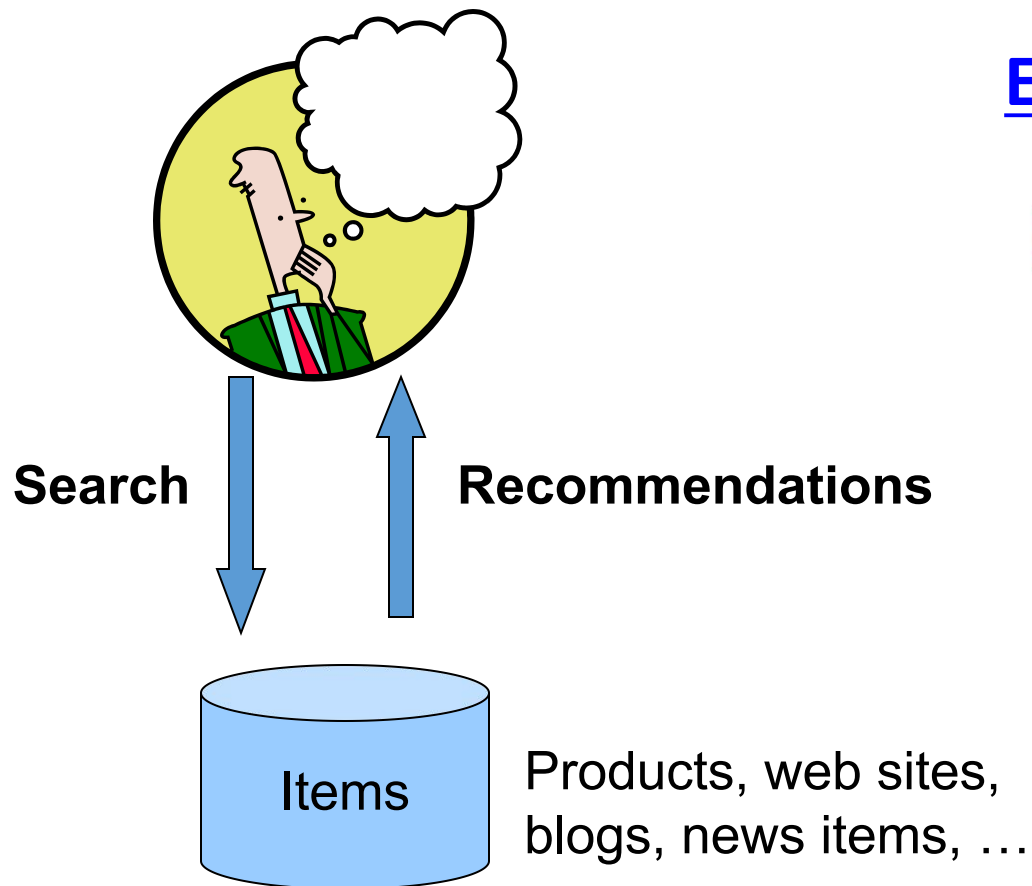 Search
Recommendations
Items
Products, web sites,
blogs, news items, …